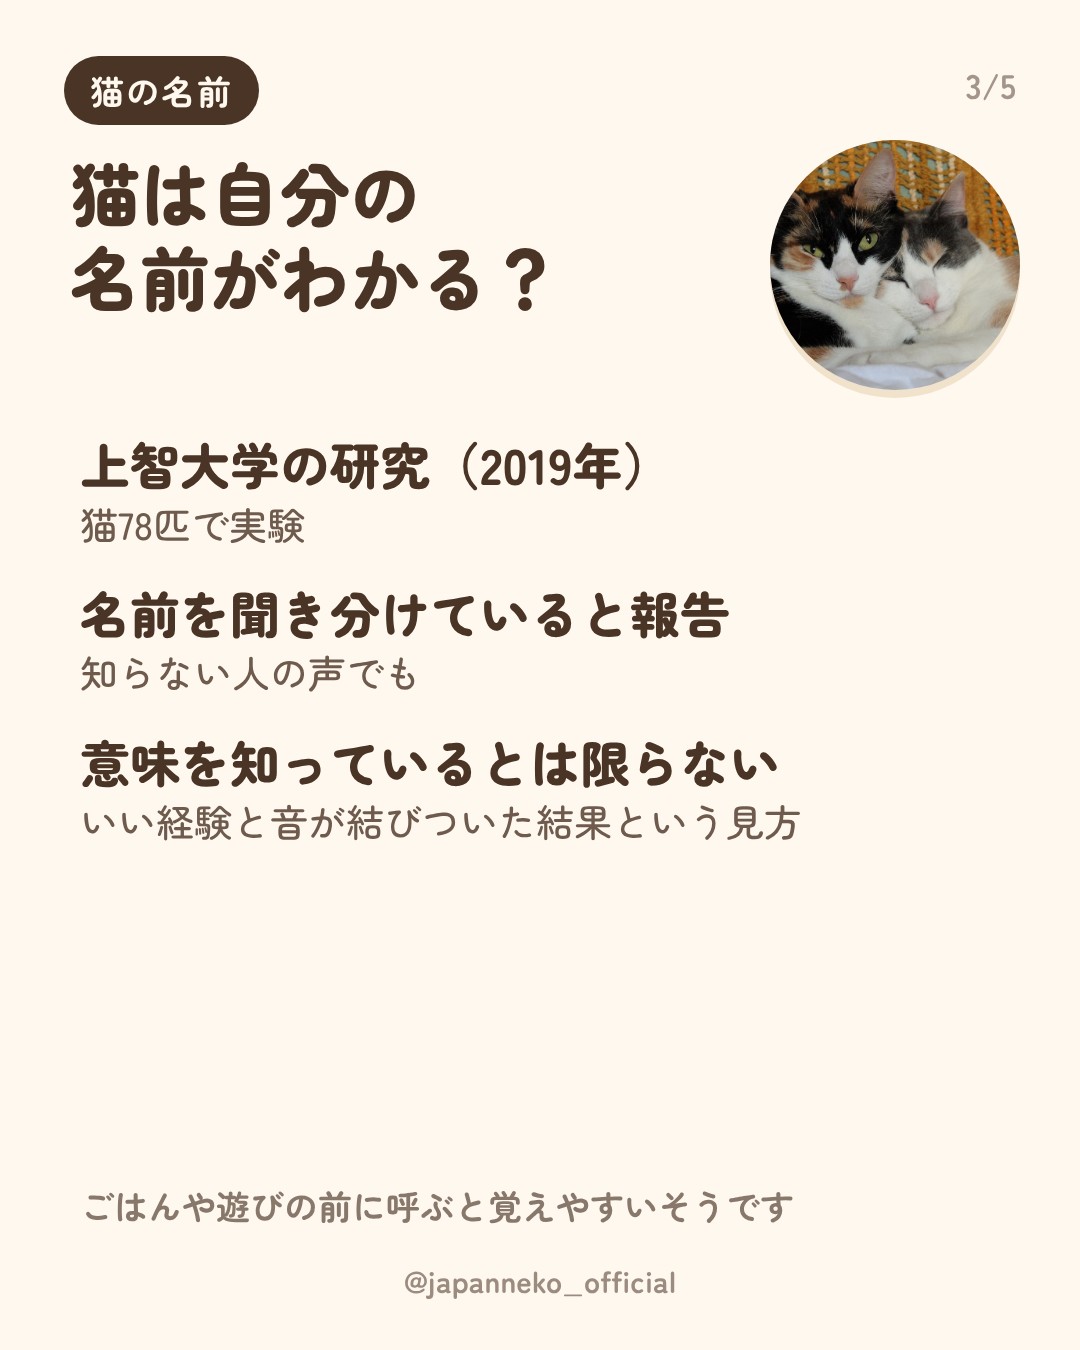 猫の名前
3/5
猫は自分の
名前がわかる？
上智大学の研究（2019年）
猫78匹で実験
名前を聞き分けていると報告
知らない人の声でも
意味を知っているとは限らない
いい経験と音が結びついた結果という見方
ごはんや遊びの前に呼ぶと覚えやすいそうです
@japanneko_official